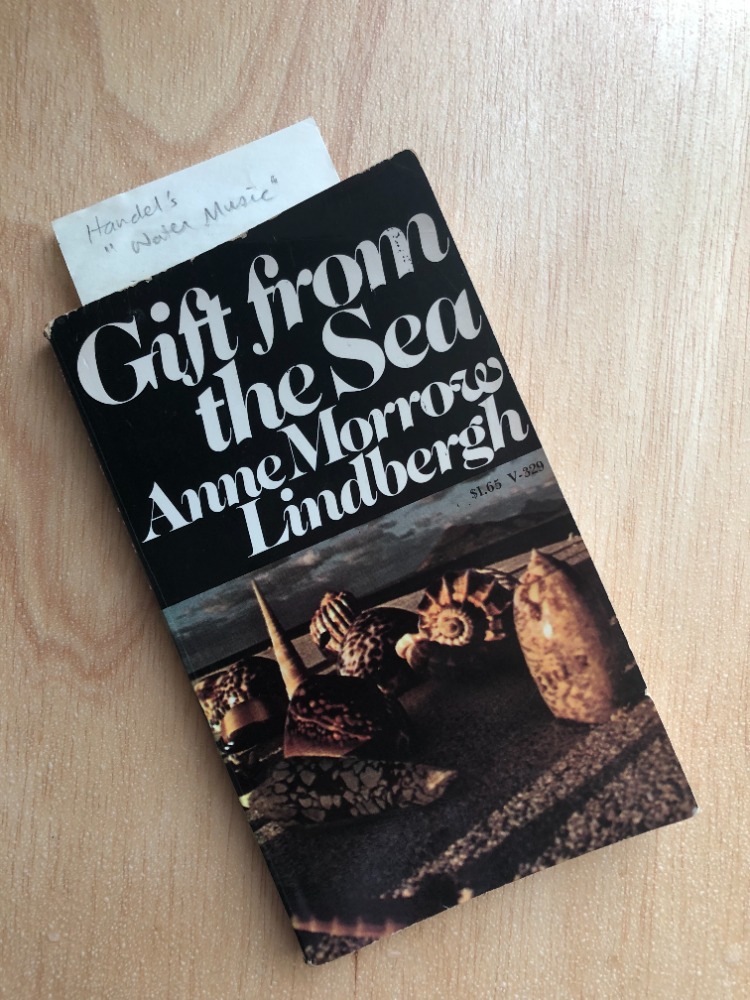 Handel's
"Water Music"
Gift from
the Sea
Anne Morrow
Lindbergh
$1.65 V-329